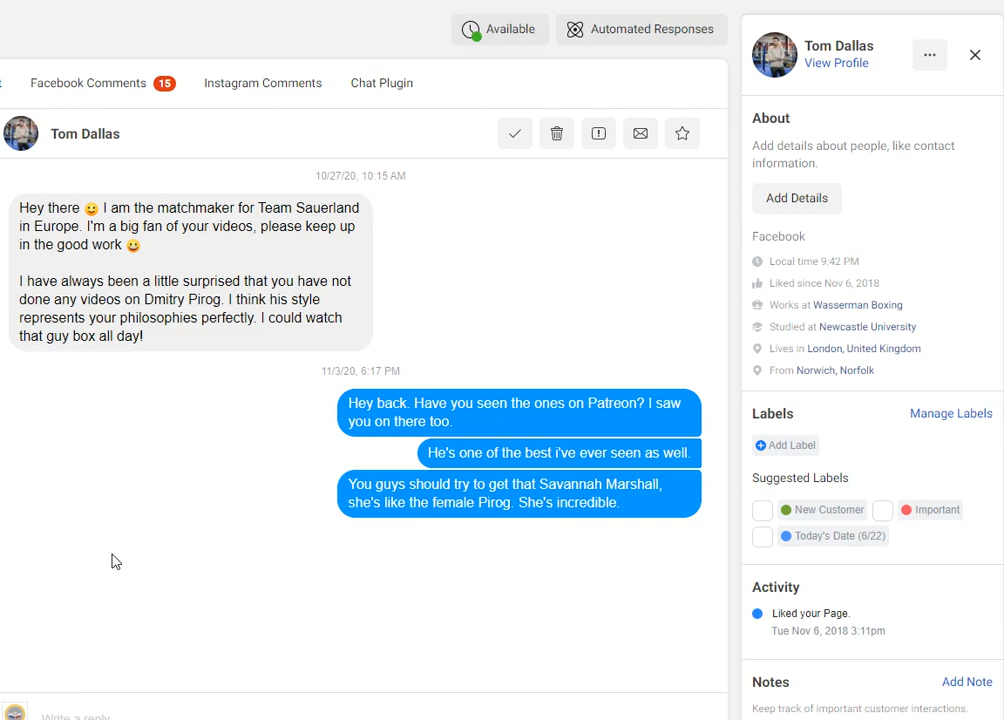 Available
Automated Responses
Facebook Comments 15
Instagram Comments
Chat Plugin
Tom Dallas
10/27/20, 10:15 AM
Hey there 😀 I am the matchmaker for Team Sauerland
in Europe. I'm a big fan of your videos, please keep up
in the good work 😀
I have always been a little surprised that you have not
done any videos on Dmitry Pirog. I think his style
represents your philosophies perfectly. I could watch
that guy box all day!
11/3/20, 6:17 PM
Hey back. Have you seen the ones on Patreon? I saw
you on there too.
He's one of the best i've ever seen as well.
You guys should try to get that Savannah Marshall,
she's like the female Pirog. She's incredible.
Write a reply
Tom Dallas
View Profile
About
Add details about people, like contact
information.
Add Details
Facebook
Local time 9:42 PM
Liked since Nov 6, 2018
Works at Wasserman Boxing
Studied at Newcastle University
Lives in London, United Kingdom
From Norwich, Norfolk
Labels
Manage Labels
Add Label
Suggested Labels
New Customer
Important
Today's Date (6/22)
Activity
Liked your Page.
Tue Nov 6, 2018 3:11pm
Notes
Add Note
Keep track of important customer interactions.